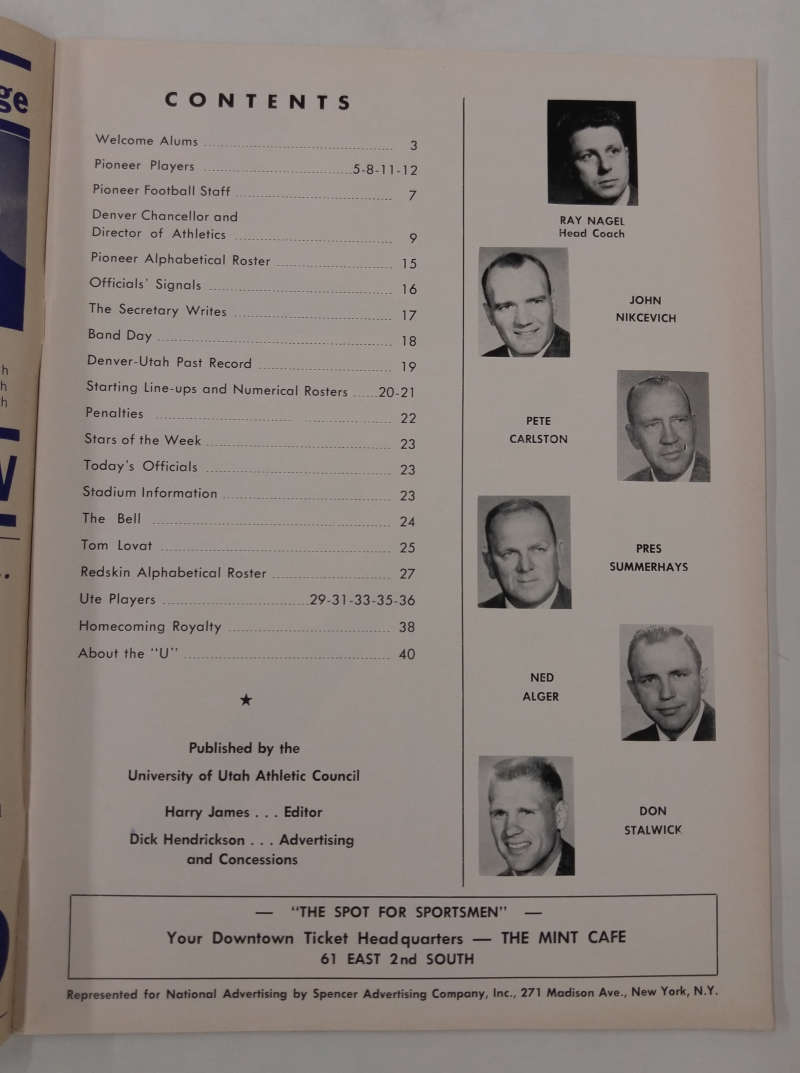 CONTENTS
Welcome Alums 3
Pioneer Players 5-8-11-12
Pioneer Football Staff 7
Denver Chancellor and
Director of Athletics 9
Pioneer Alphabetical Roster 15
Officials' Signals 16
The Secretary Writes 17
Band Day 18
Denver-Utah Past Record 19
Starting Line-ups and Numerical Rosters 20-21
Penalties 22
Stars of the Week 23
Today's Officials 23
Stadium Information 23
The Bell 24
Tom Lovat 25
Redskin Alphabetical Roster 27
Ute Players 29-31-33-35-36
Homecoming Royalty 38
About the "U" 40
Published by the
University of Utah Athletic Council
Harry James . . . Editor
Dick Hendrickson . . . Advertising
and Concessions
RAY NAGEL
Head Coach
JOHN
NIKCEVICH
PETE
CARLSTON
PRES
SUMMERHAYS
NED
ALGER
DON
STALWICK
— "THE SPOT FOR SPORTSMEN" —
Your Downtown Ticket Headquarters — THE MINT CAFE
61 EAST 2nd SOUTH
Represented for National Advertising by Spencer Advertising Company, Inc., 271 Madison Ave., New York, N.Y.